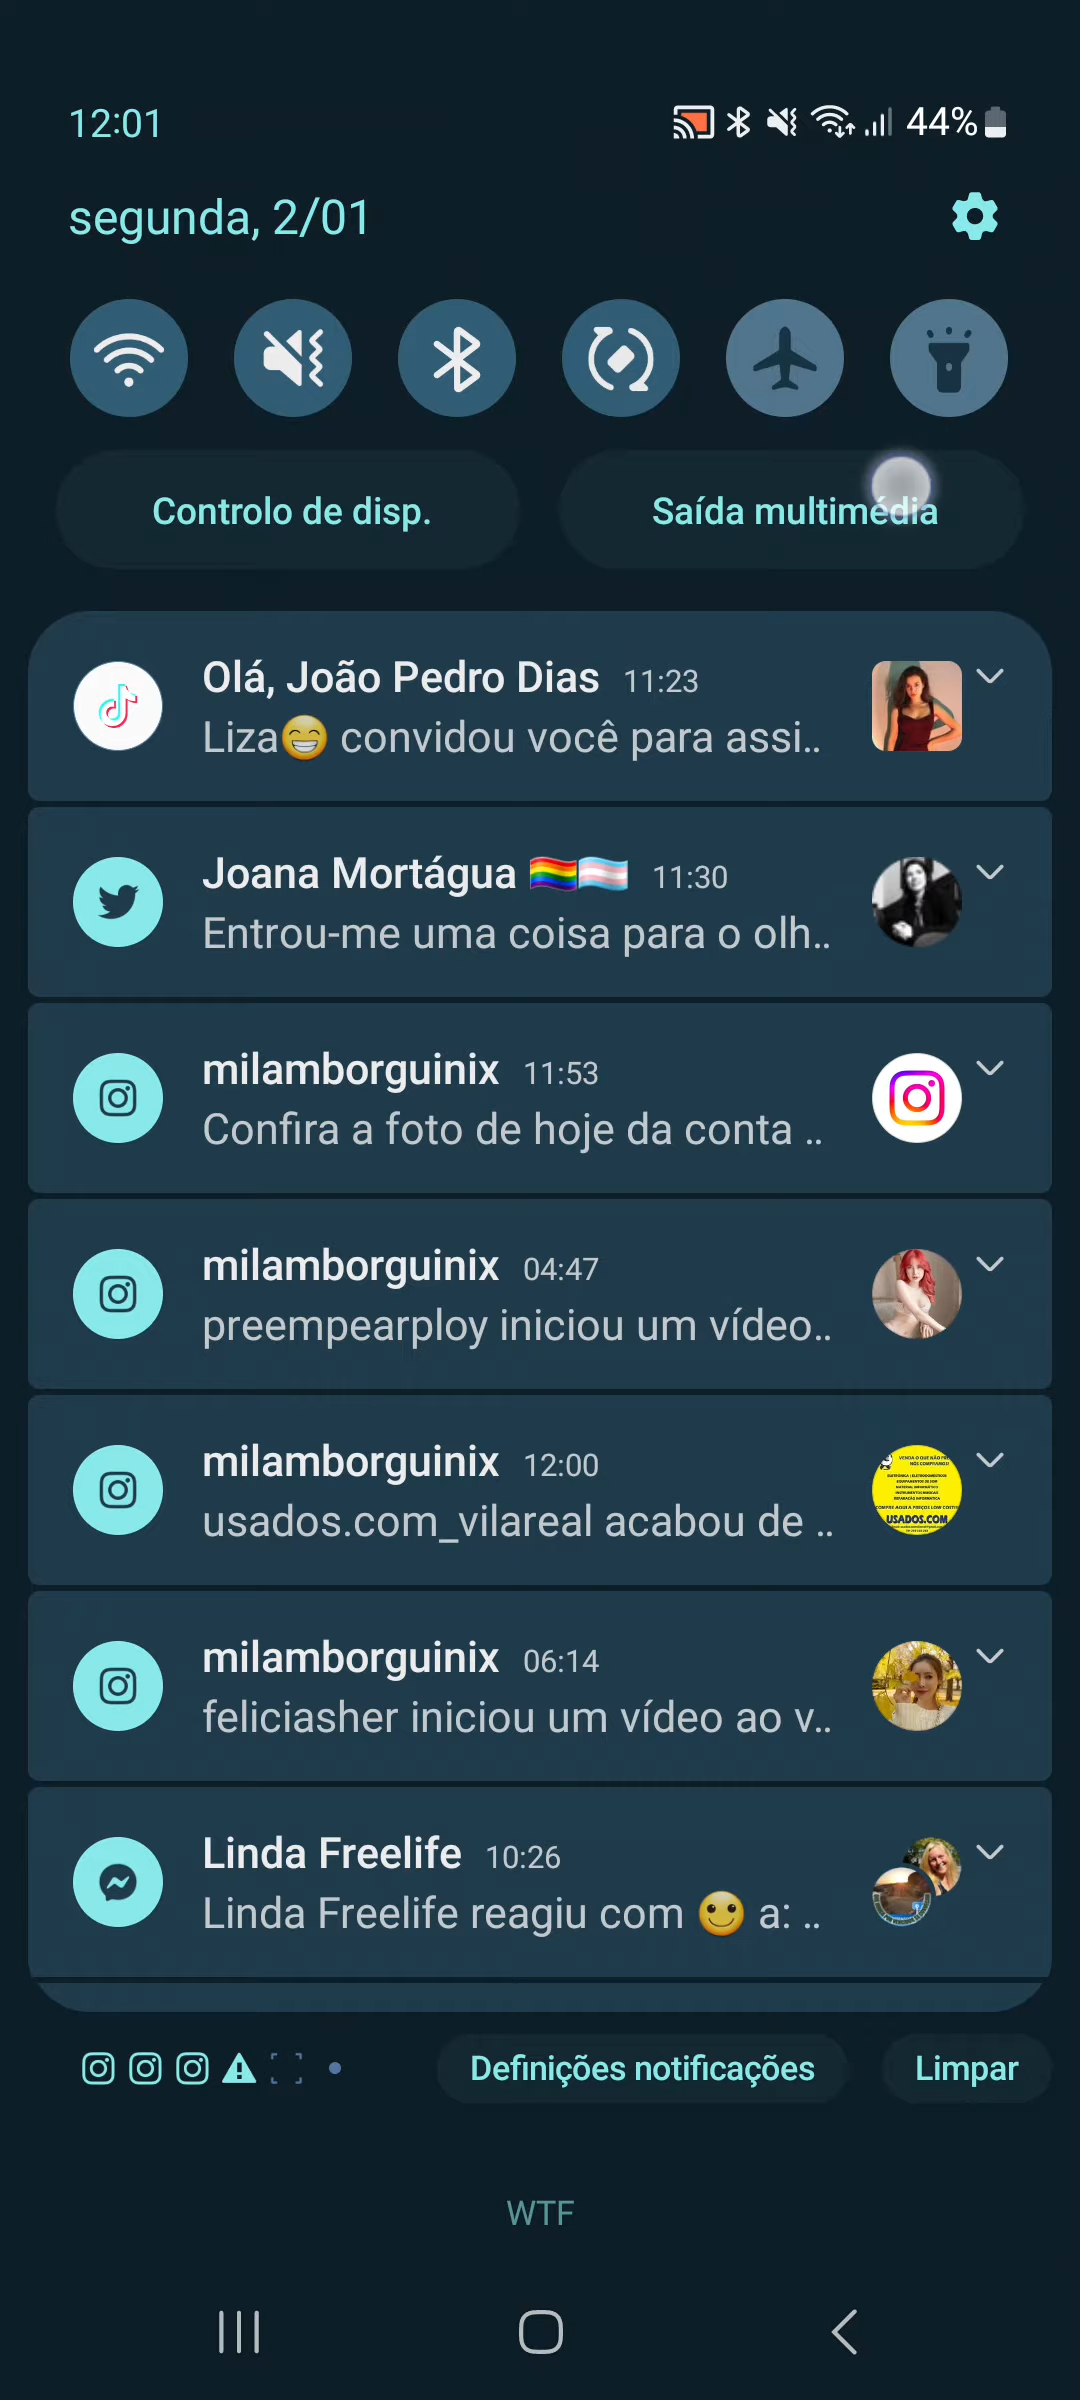 12:01
44%
segunda, 2/01
Controlo de disp.
Saída multimédia
Olá, João Pedro Dias 11:23
Liza😁 convidou você para assi..
Joana Mortágua 🏳️‍🌈🏳️‍⚧️ 11:30
Entrou-me uma coisa para o olh..
milamborguinix 11:53
Confira a foto de hoje da conta ..
milamborguinix 04:47
preempearploy iniciou um vídeo..
milamborguinix 12:00
usados.com_vilareal acabou de ..
USADOS.COM
milamborguinix 06:14
feliciasher iniciou um vídeo ao v..
Linda Freelife 10:26
Linda Freelife reagiu com 🙂 a: ..
Definições notificações
Limpar
WTF